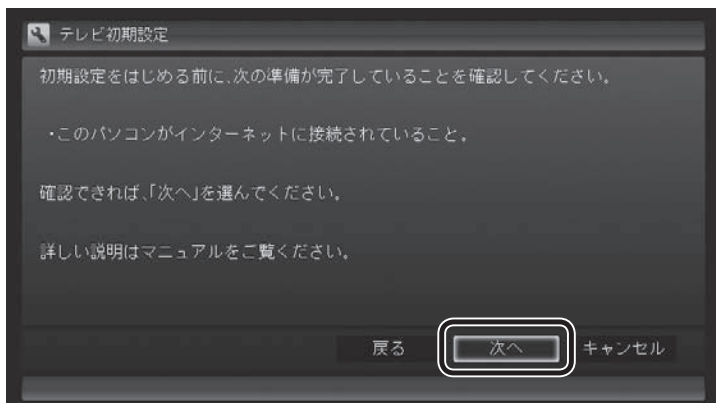 テレビ初期設定
初期設定をはじめる前に、次の準備が完了していることを確認してください。
・このパソコンがインターネットに接続されていること。
確認できれば、「次へ」を選んでください。
詳しい説明はマニュアルをご覧ください。
戻る 次へ キャンセル